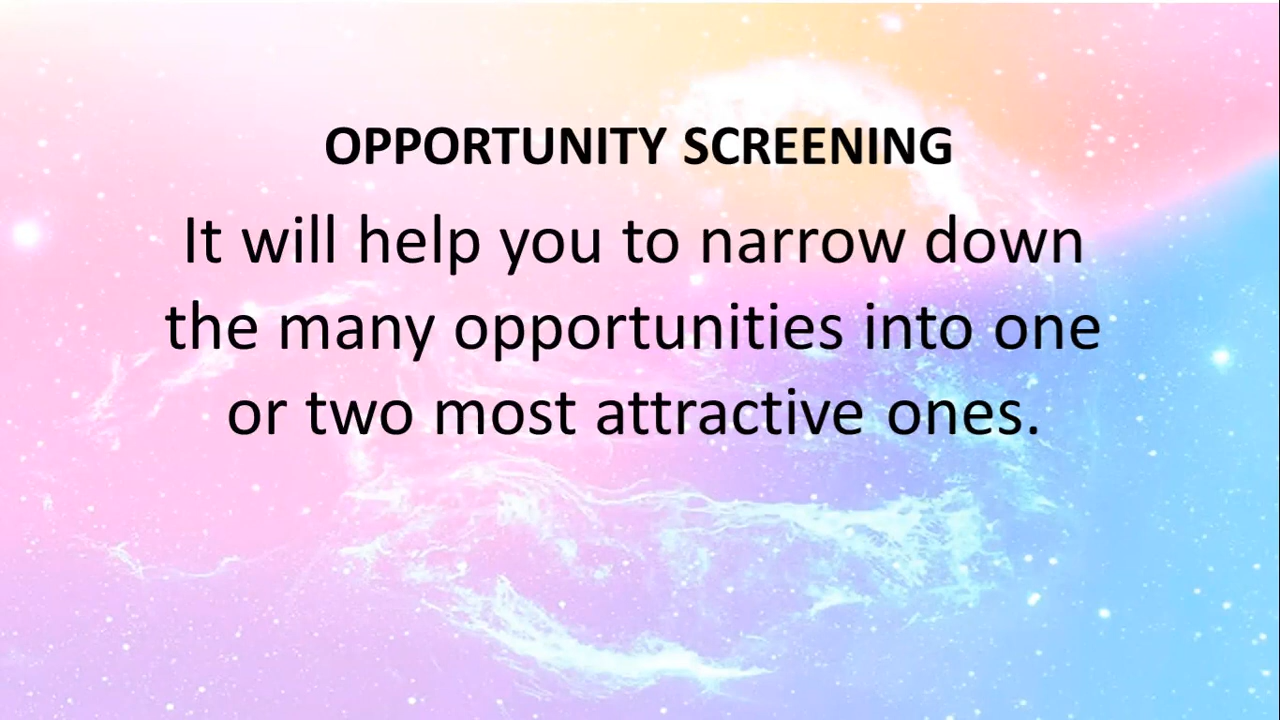 OPPORTUNITY SCREENING
It will help you to narrow down
the many opportunities into one
or two most attractive ones.